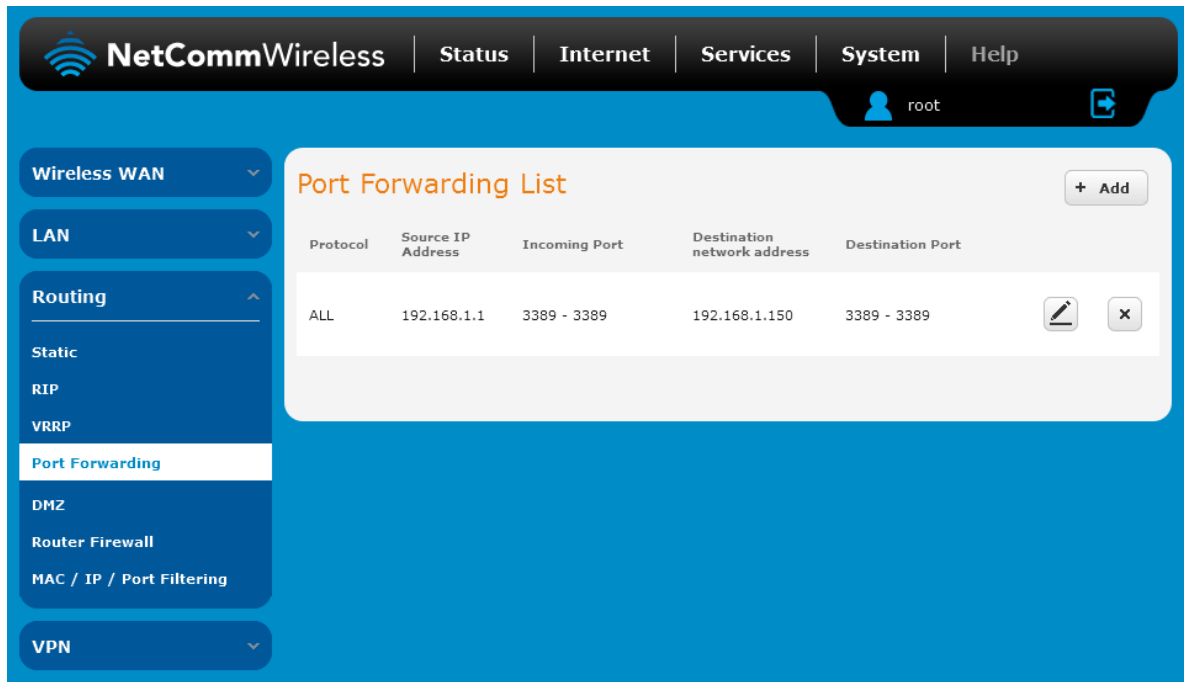 NetCommWireless Status Internet Services System Help
root
Wireless WAN
LAN
Routing
Static
RIP
VRRP
Port Forwarding
DMZ
Router Firewall
MAC / IP / Port Filtering
VPN
Port Forwarding List
+ Add
Protocol Source IP Address Incoming Port Destination network address Destination Port
ALL 192.168.1.1 3389 - 3389 192.168.1.150 3389 - 3389